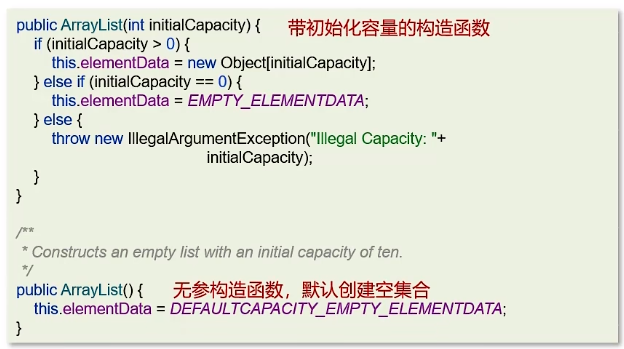 public ArrayList(int initialCapacity) { 带初始化容量的构造函数
if (initialCapacity > 0) {
this.elementData = new Object[initialCapacity];
} else if (initialCapacity == 0) {
this.elementData = EMPTY_ELEMENTDATA;
} else {
throw new IllegalArgumentException("Illegal Capacity: "+
initialCapacity);
}
}
/**
* Constructs an empty list with an initial capacity of ten.
*/
public ArrayList() { 无参构造函数，默认创建空集合
this.elementData = DEFAULTCAPACITY_EMPTY_ELEMENTDATA;
}